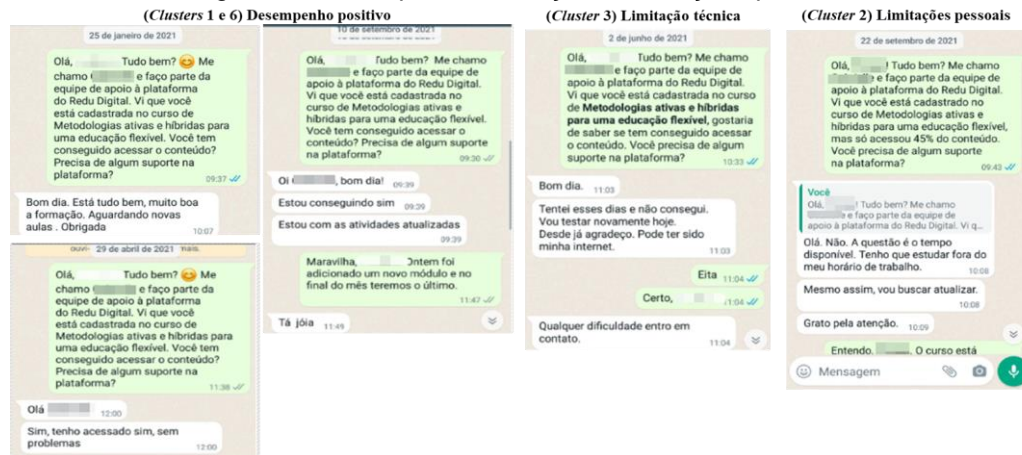 (Clusters 1 e 6) Desempenho positivo
25 de janeiro de 2021
Olá, Tudo bem? 😊 Me
chamo e faço parte da
equipe de apoio à plataforma
do Redu Digital. Vi que você
está cadastrada no curso de
Metodologias ativas e híbridas
para uma educação flexível. Você
tem conseguido acessar o
conteúdo? Precisa de algum
suporte na plataforma?
09:37
Bom dia. Está tudo bem, muito boa
a formação. Aguardando novas
aulas . Obrigada
10:07
29 de abril de 2021
Olá, Tudo bem? 😊 Me
chamo e faço parte da
equipe de apoio à plataforma
do Redu Digital. Vi que você
está cadastrada no curso de
Metodologias ativas e híbridas para
uma educação flexível. Você tem
conseguido acessar o conteúdo?
Precisa de algum suporte na
plataforma?
11:38
Olá
12:00
Sim, tenho acessado sim, sem
problemas
12:00
10 de setembro de 2021
Olá, Tudo bem? Me chamo
e faço parte da equipe de
apoio à plataforma do Redu Digital.
Vi que você está cadastrada no
curso de Metodologias ativas e
híbridas para uma educação flexível.
Você tem conseguido acessar o
conteúdo? Precisa de algum suporte
na plataforma?
09:30
Oi , bom dia!
09:39
Estou conseguindo sim
09:39
Estou com as atividades atualizadas
09:39
Maravilha, Ontem foi
adicionado um novo módulo e no
final do mês teremos o último.
11:47
Tá jóia
11:49
(Cluster 3) Limitação técnica
2 de junho de 2021
Olá, Tudo bem? Me chamo
e faço parte da equipe de
apoio à plataforma do Redu Digital.
Vi que você está cadastrada no curso
de Metodologias ativas e híbridas
para uma educação flexível, gostaria
de saber se tem conseguido acessar
o conteúdo. Você precisa de algum
suporte na plataforma?
10:33
Bom dia.
11:03
Tentei esses dias e não consegui.
Vou testar novamente hoje.
Desde já agradeço. Pode ter sido
minha internet.
11:03
Eita
11:04
Certo,
11:04
Qualquer dificuldade entro em
contato.
11:04
(Cluster 2) Limitações pessoais
22 de setembro de 2021
Olá, ! Tudo bem? Me chamo
e faço parte da equipe de
apoio à plataforma do Redu Digital.
Vi que você está cadastrado no
curso de Metodologias ativas e
híbridas para uma educação flexível,
mas só acessou 45% do conteúdo.
Você precisa de algum suporte
na plataforma?
09:43
Você
Olá, ! Tudo bem? Me chamo
e faço parte da equipe de
apoio à plataforma do Redu Digital. Vi q...
Olá. Não. A questão é o tempo
disponível. Tenho que estudar fora do
meu horário de trabalho.
10:08
Mesmo assim, vou buscar atualizar.
10:08
Grato pela atenção.
10:09
Entendo. O curso está
Mensagem